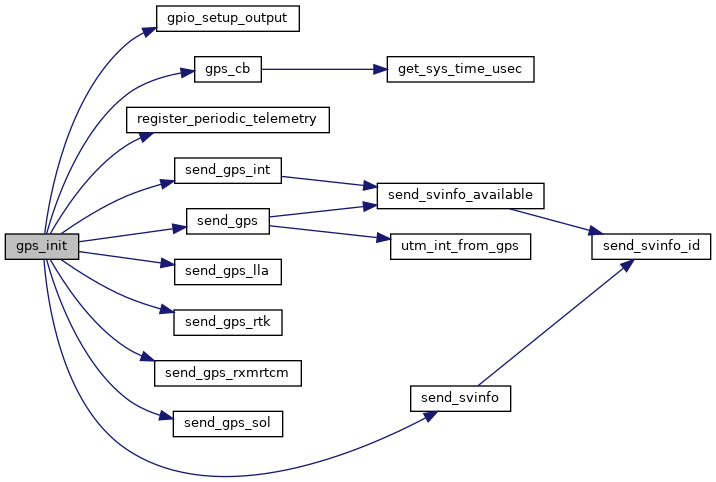 gpio_setup_output
gps_cb
get_sys_time_usec
register_periodic_telemetry
send_gps_int
send_svinfo_available
send_gps
gps_init
utm_int_from_gps
send_svinfo_id
send_gps_lla
send_gps_rtk
send_gps_rxmrtcm
send_svinfo
send_gps_sol